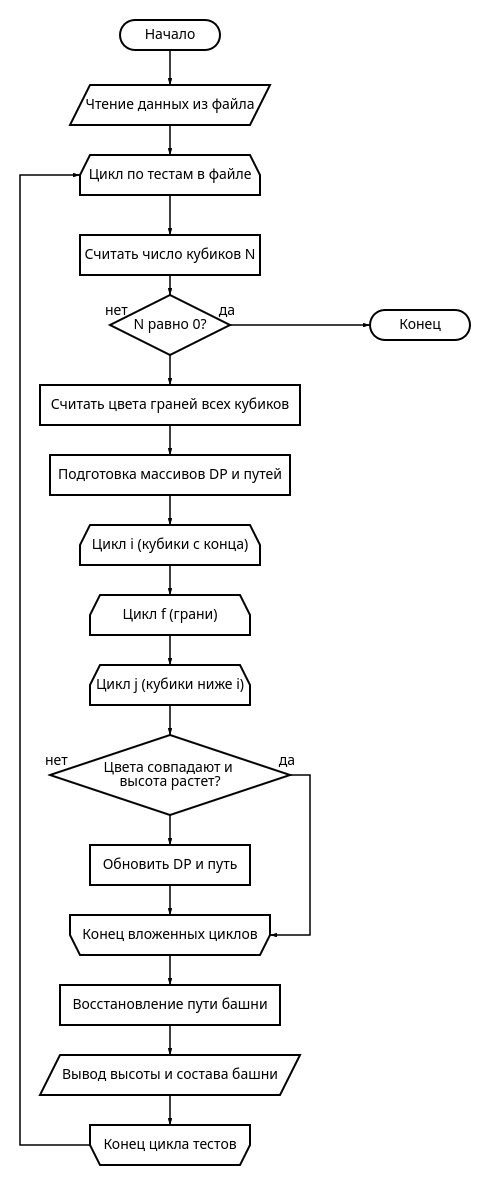 Начало
Чтение данных из файла
Цикл по тестам в файле
Считать число кубиков N
нет
да
N равно 0?
Конец
Считать цвета граней всех кубиков
Подготовка массивов DP и путей
Цикл i (кубики с конца)
Цикл f (грани)
Цикл j (кубики ниже i)
нет
да
Цвета совпадают и
высота растет?
Обновить DP и путь
Конец вложенных циклов
Восстановление пути башни
Вывод высоты и состава башни
Конец цикла тестов